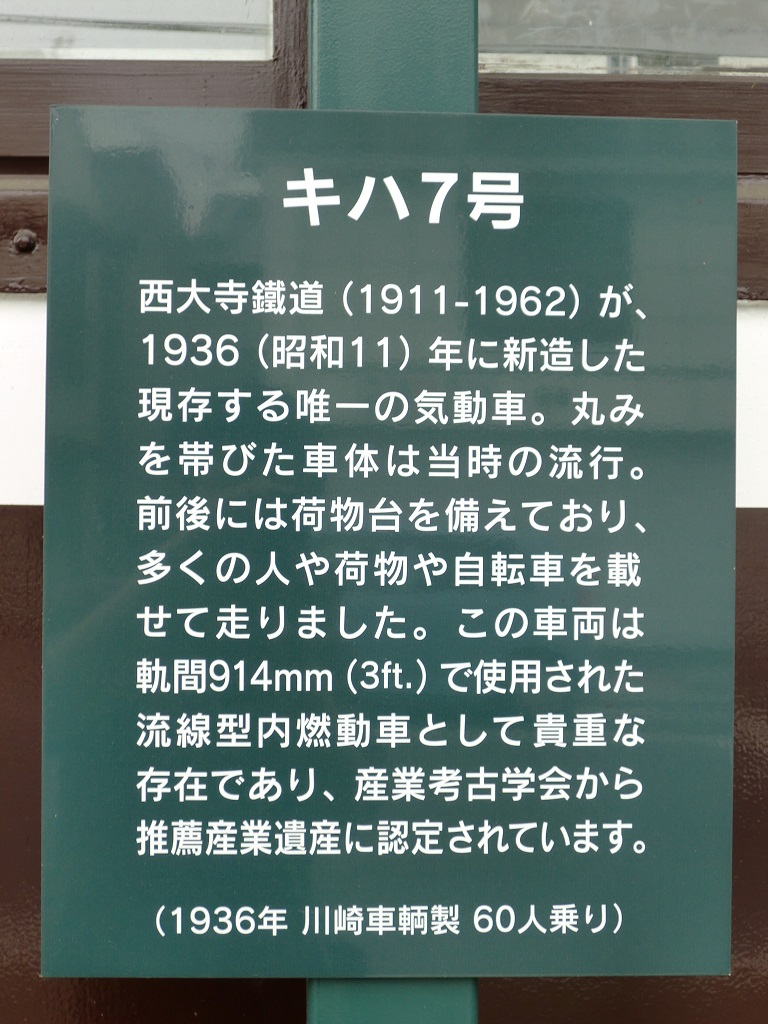 キハ7号
西大寺鐵道（1911-1962）が、
1936（昭和11）年に新造した
現存する唯一の気動車。丸み
を帯びた車体は当時の流行。
前後には荷物台を備えており、
多くの人や荷物や自転車を載
せて走りました。この車両は
軌間914mm（3ft.）で使用された
流線型内燃動車として貴重な
存在であり、産業考古学会から
推薦産業遺産に認定されています。
（1936年 川崎車輌製 60人乗り）